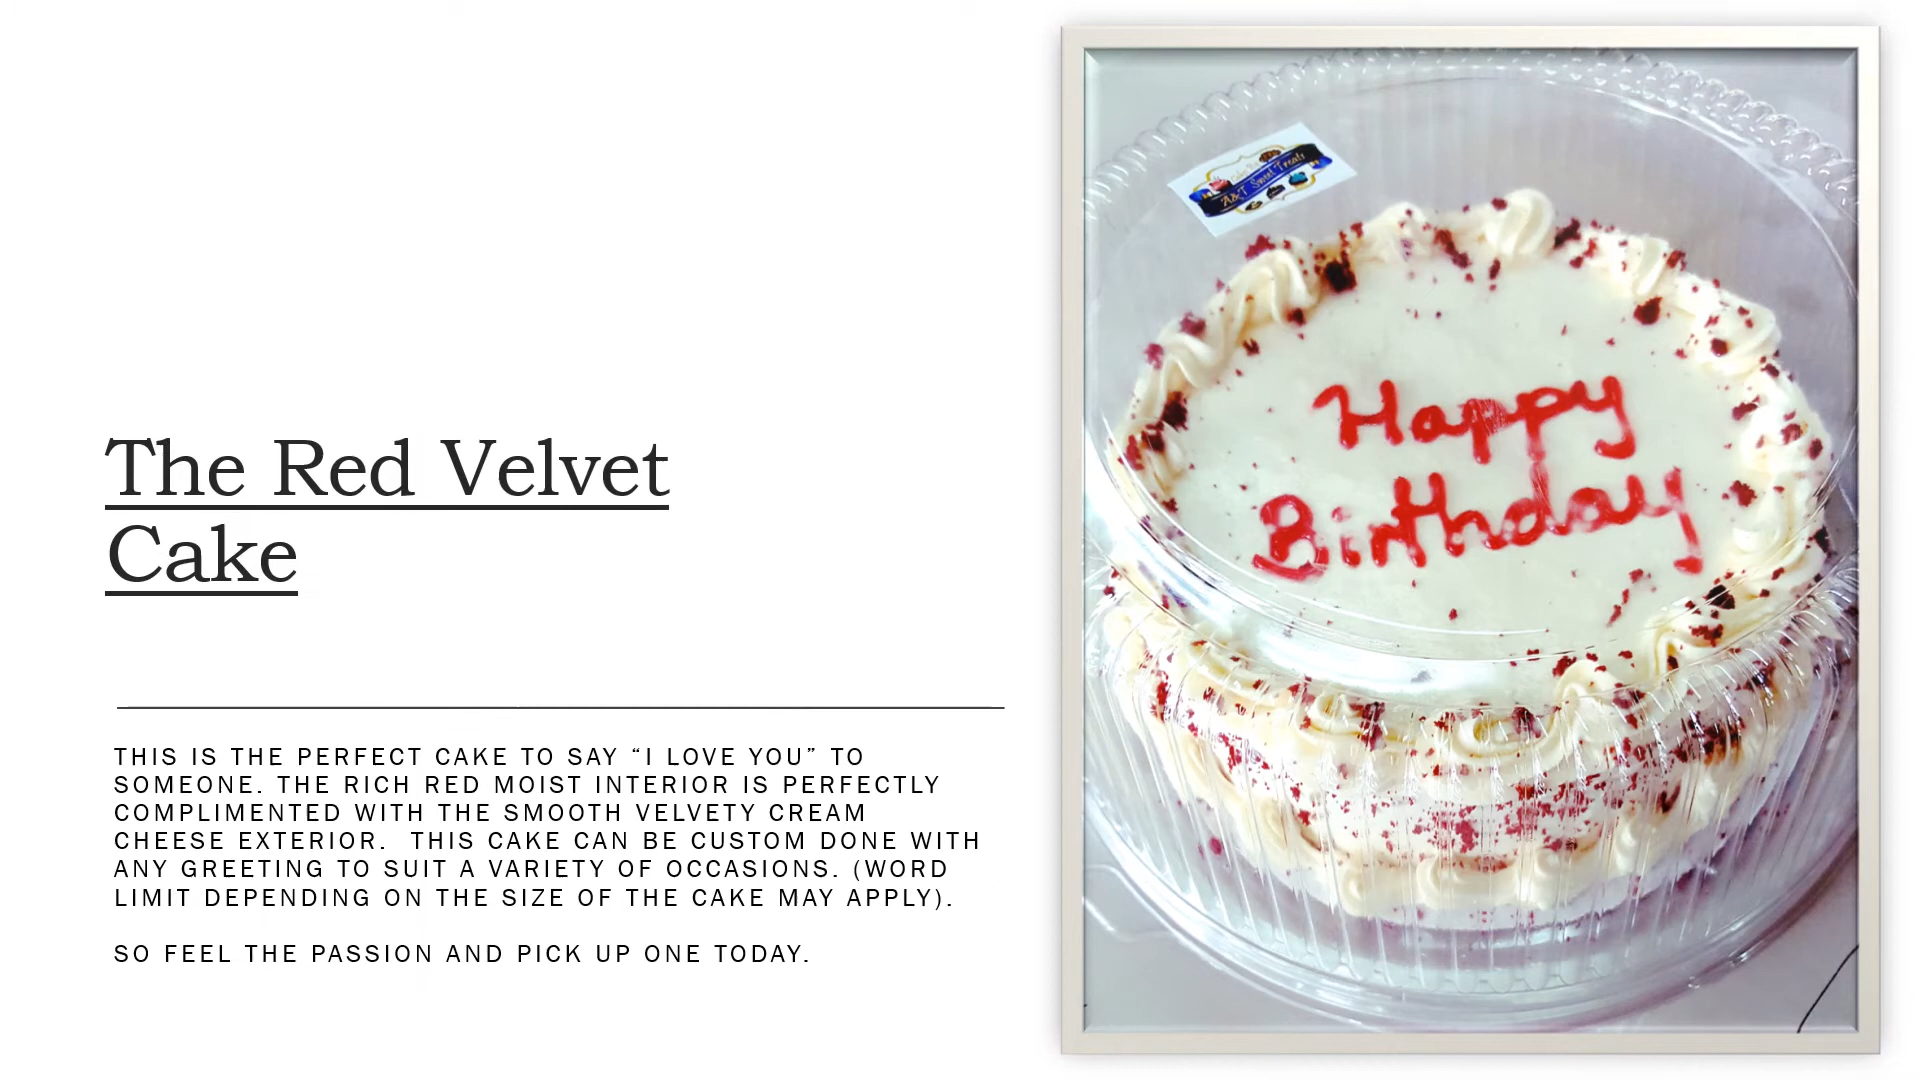 The Red Velvet
Cake
THIS IS THE PERFECT CAKE TO SAY “I LOVE YOU” TO
SOMEONE. THE RICH RED MOIST INTERIOR IS PERFECTLY
COMPLIMENTED WITH THE SMOOTH VELVETY CREAM
CHEESE EXTERIOR.  THIS CAKE CAN BE CUSTOM DONE WITH
ANY GREETING TO SUIT A VARIETY OF OCCASIONS. (WORD
LIMIT DEPENDING ON THE SIZE OF THE CAKE MAY APPLY).
SO FEEL THE PASSION AND PICK UP ONE TODAY.
A&T Sweet Treats
Happy
Birthday